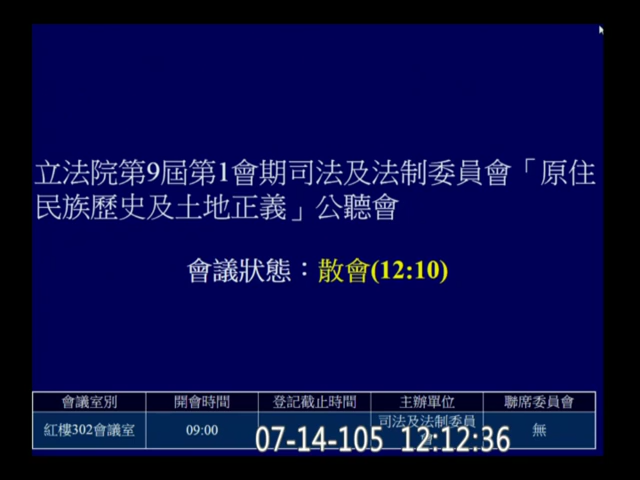 立法院第9屆第1會期司法及法制委員會「原住
民族歷史及土地正義」公聽會
會議狀態：散會(12:10)
會議室別 開會時間 登記截止時間 主辦單位 聯席委員會
紅樓302會議室 09:00 司法及法制委員 無
07-14-105 12:12:36